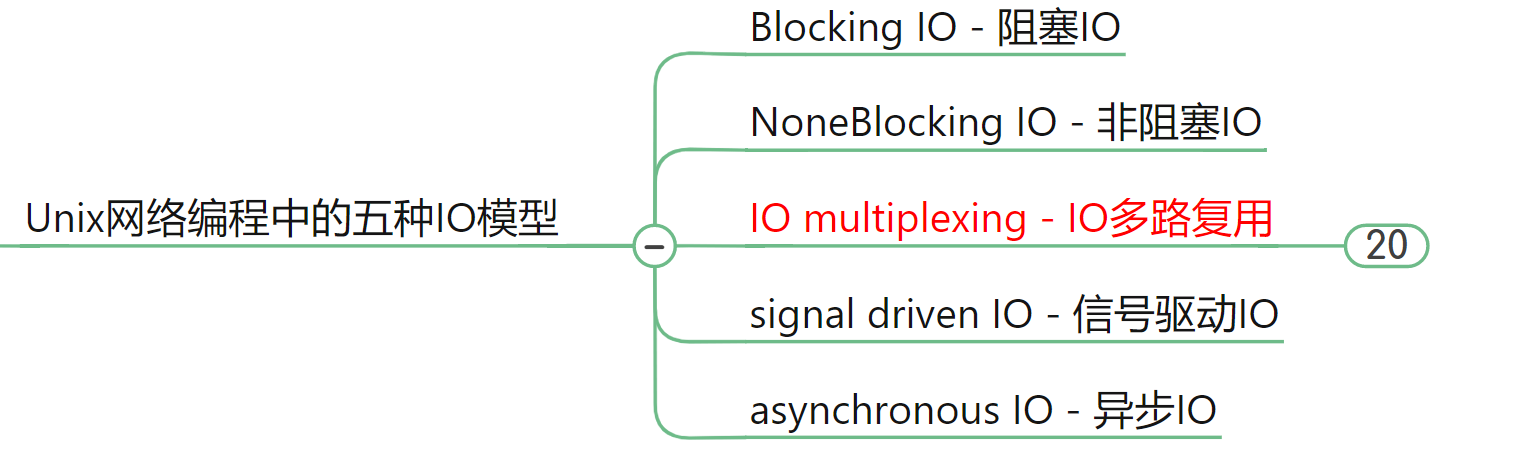 Blocking IO - 阻塞IO
NoneBlocking IO - 非阻塞IO
Unix网络编程中的五种IO模型
IO multiplexing - IO多路复用
20
signal driven IO - 信号驱动IO
asynchronous IO - 异步IO